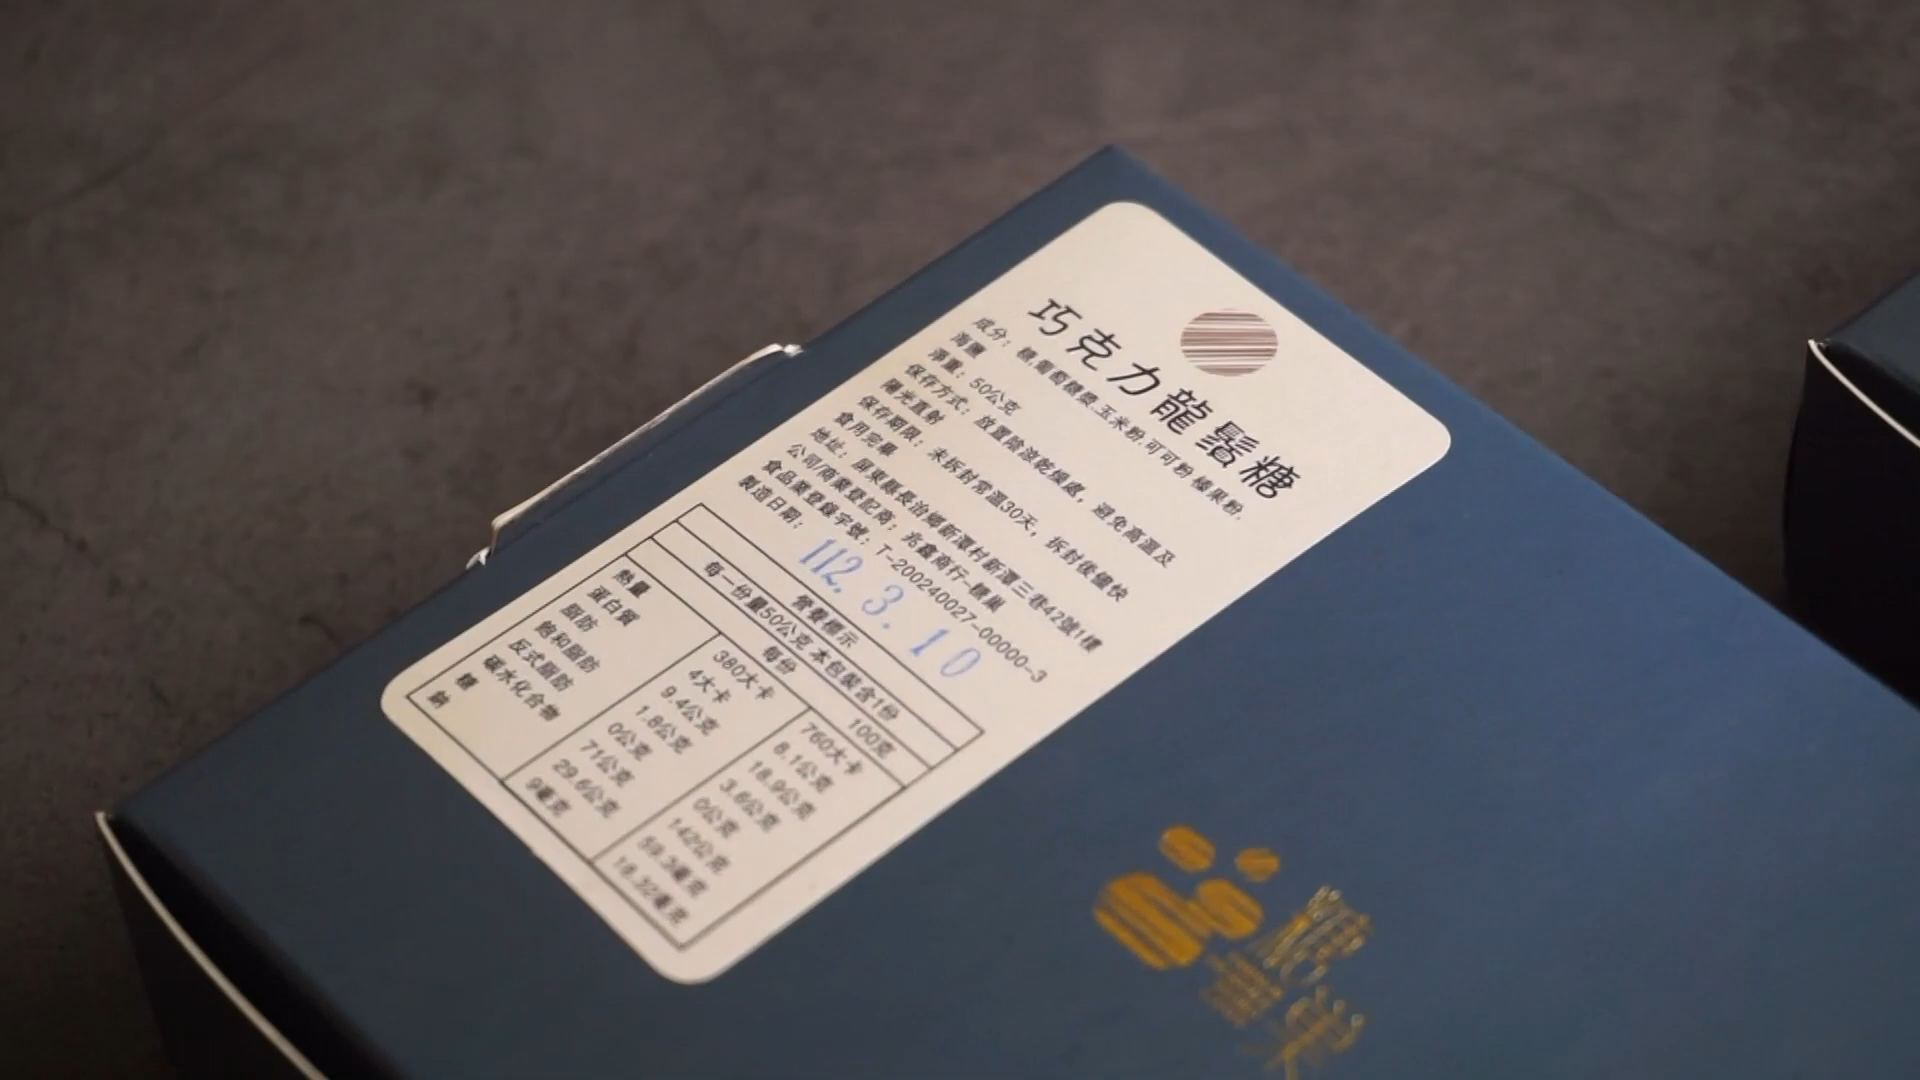 巧克力龍鬚糖
成分：糖.葡萄糖漿.玉米粉.可可粉.榛果粉.
海鹽
淨重：50公克
保存方式：放置陰涼乾燥處，避免高溫及
陽光直射
保存期限：未拆封常溫30天，拆封後儘快
食用完畢
地址：屏東縣長治鄉新潭村新潭三巷42號1樓
公司/商業登記商：兆鑫商行-糖巢
食品業登錄字號：T-200240027-00000-3
製造日期：112.3.10
營養標示
每一份量50公克 本包裝含1份
每份 100克
熱量 380大卡 760大卡
蛋白質 4大卡 8.1公克
脂肪 9.4公克 18.9公克
飽和脂肪 1.8公克 3.6公克
反式脂肪 0公克 0公克
碳水化合物 71公克 142公克
糖 29.6公克 59.3毫克
鈉 9毫克 18.32毫克
糖
巢